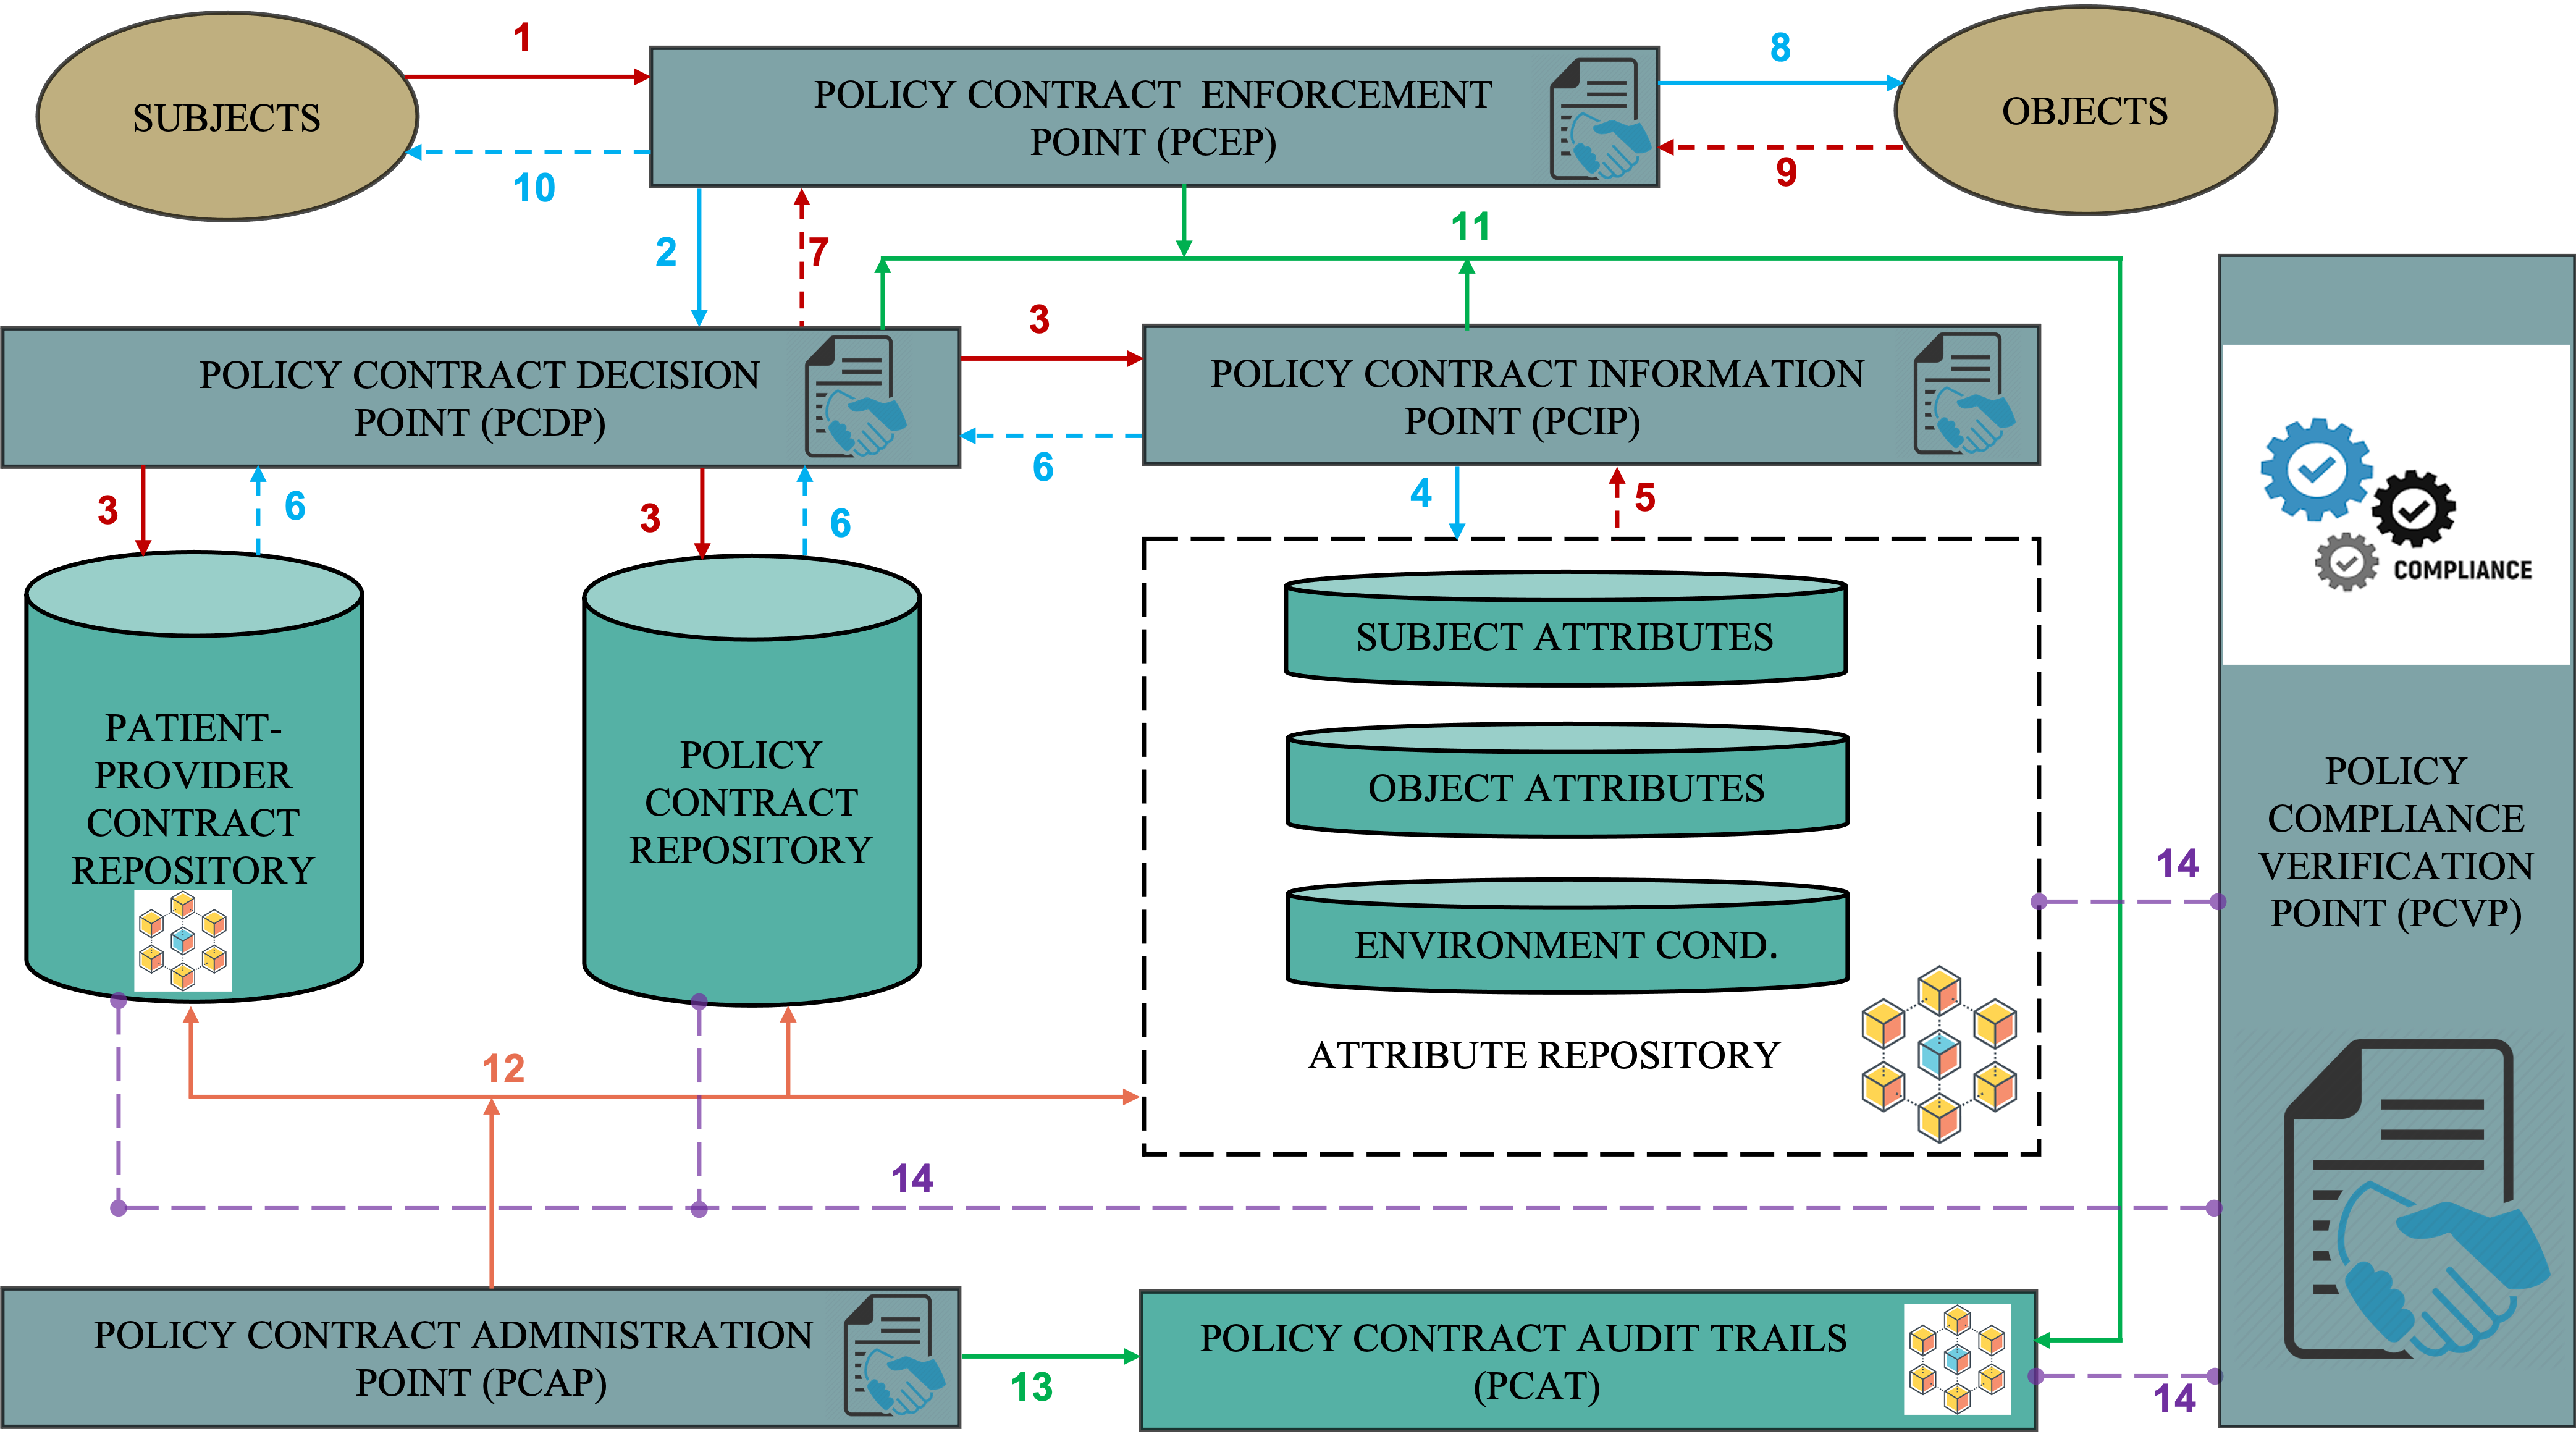 1
8
SUBJECTS
POLICY CONTRACT ENFORCEMENT
POINT (PCEP)
OBJECTS
10
9
2
7
11
3
POLICY CONTRACT DECISION
POINT (PCDP)
POLICY CONTRACT INFORMATION
POINT (PCIP)
6
3
6
3
6
4
5
COMPLIANCE
PATIENT-
PROVIDER
CONTRACT
REPOSITORY
POLICY
CONTRACT
REPOSITORY
SUBJECT ATTRIBUTES
OBJECT ATTRIBUTES
ENVIRONMENT COND.
ATTRIBUTE REPOSITORY
POLICY
COMPLIANCE
VERIFICATION
POINT (PCVP)
14
12
14
POLICY CONTRACT ADMINISTRATION
POINT (PCAP)
13
POLICY CONTRACT AUDIT TRAILS
(PCAT)
14